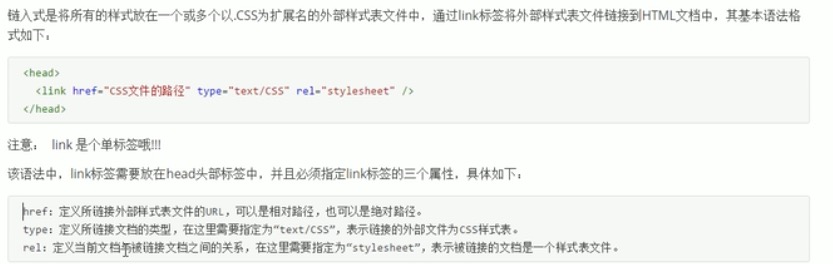 链入式是将所有的样式放在一个或多个以.CSS为扩展名的外部样式表文件中，通过link标签将外部样式表文件链接到HTML文档中，其基本语法格
式如下：
<head>
<link href="CSS文件的路径" type="text/CSS" rel="stylesheet" />
</head>
注意： link 是个单标签哦!!!
该语法中，link标签需要放在head头部标签中，并且必须指定link标签的三个属性，具体如下：
href：定义所链接外部样式表文件的URL，可以是相对路径，也可以是绝对路径。
type：定义所链接文档的类型，在这里需要指定为“text/CSS”，表示链接的外部文件为CSS样式表。
rel：定义当前文档与被链接文档之间的关系，在这里需要指定为“stylesheet”，表示被链接的文档是一个样式表文件。